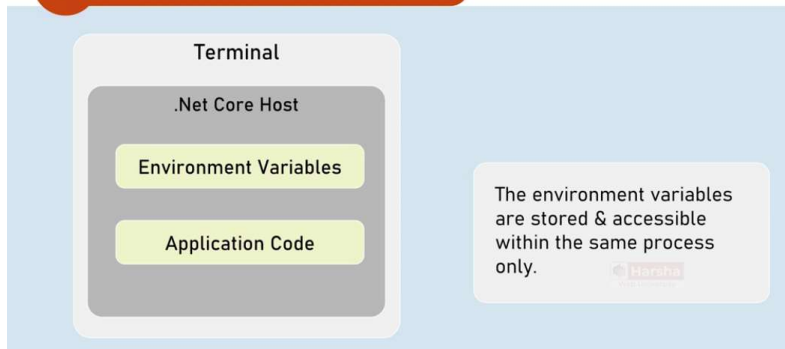 Terminal
.Net Core Host
Environment Variables
Application Code
The environment variables
are stored & accessible
within the same process
only.
Harsha